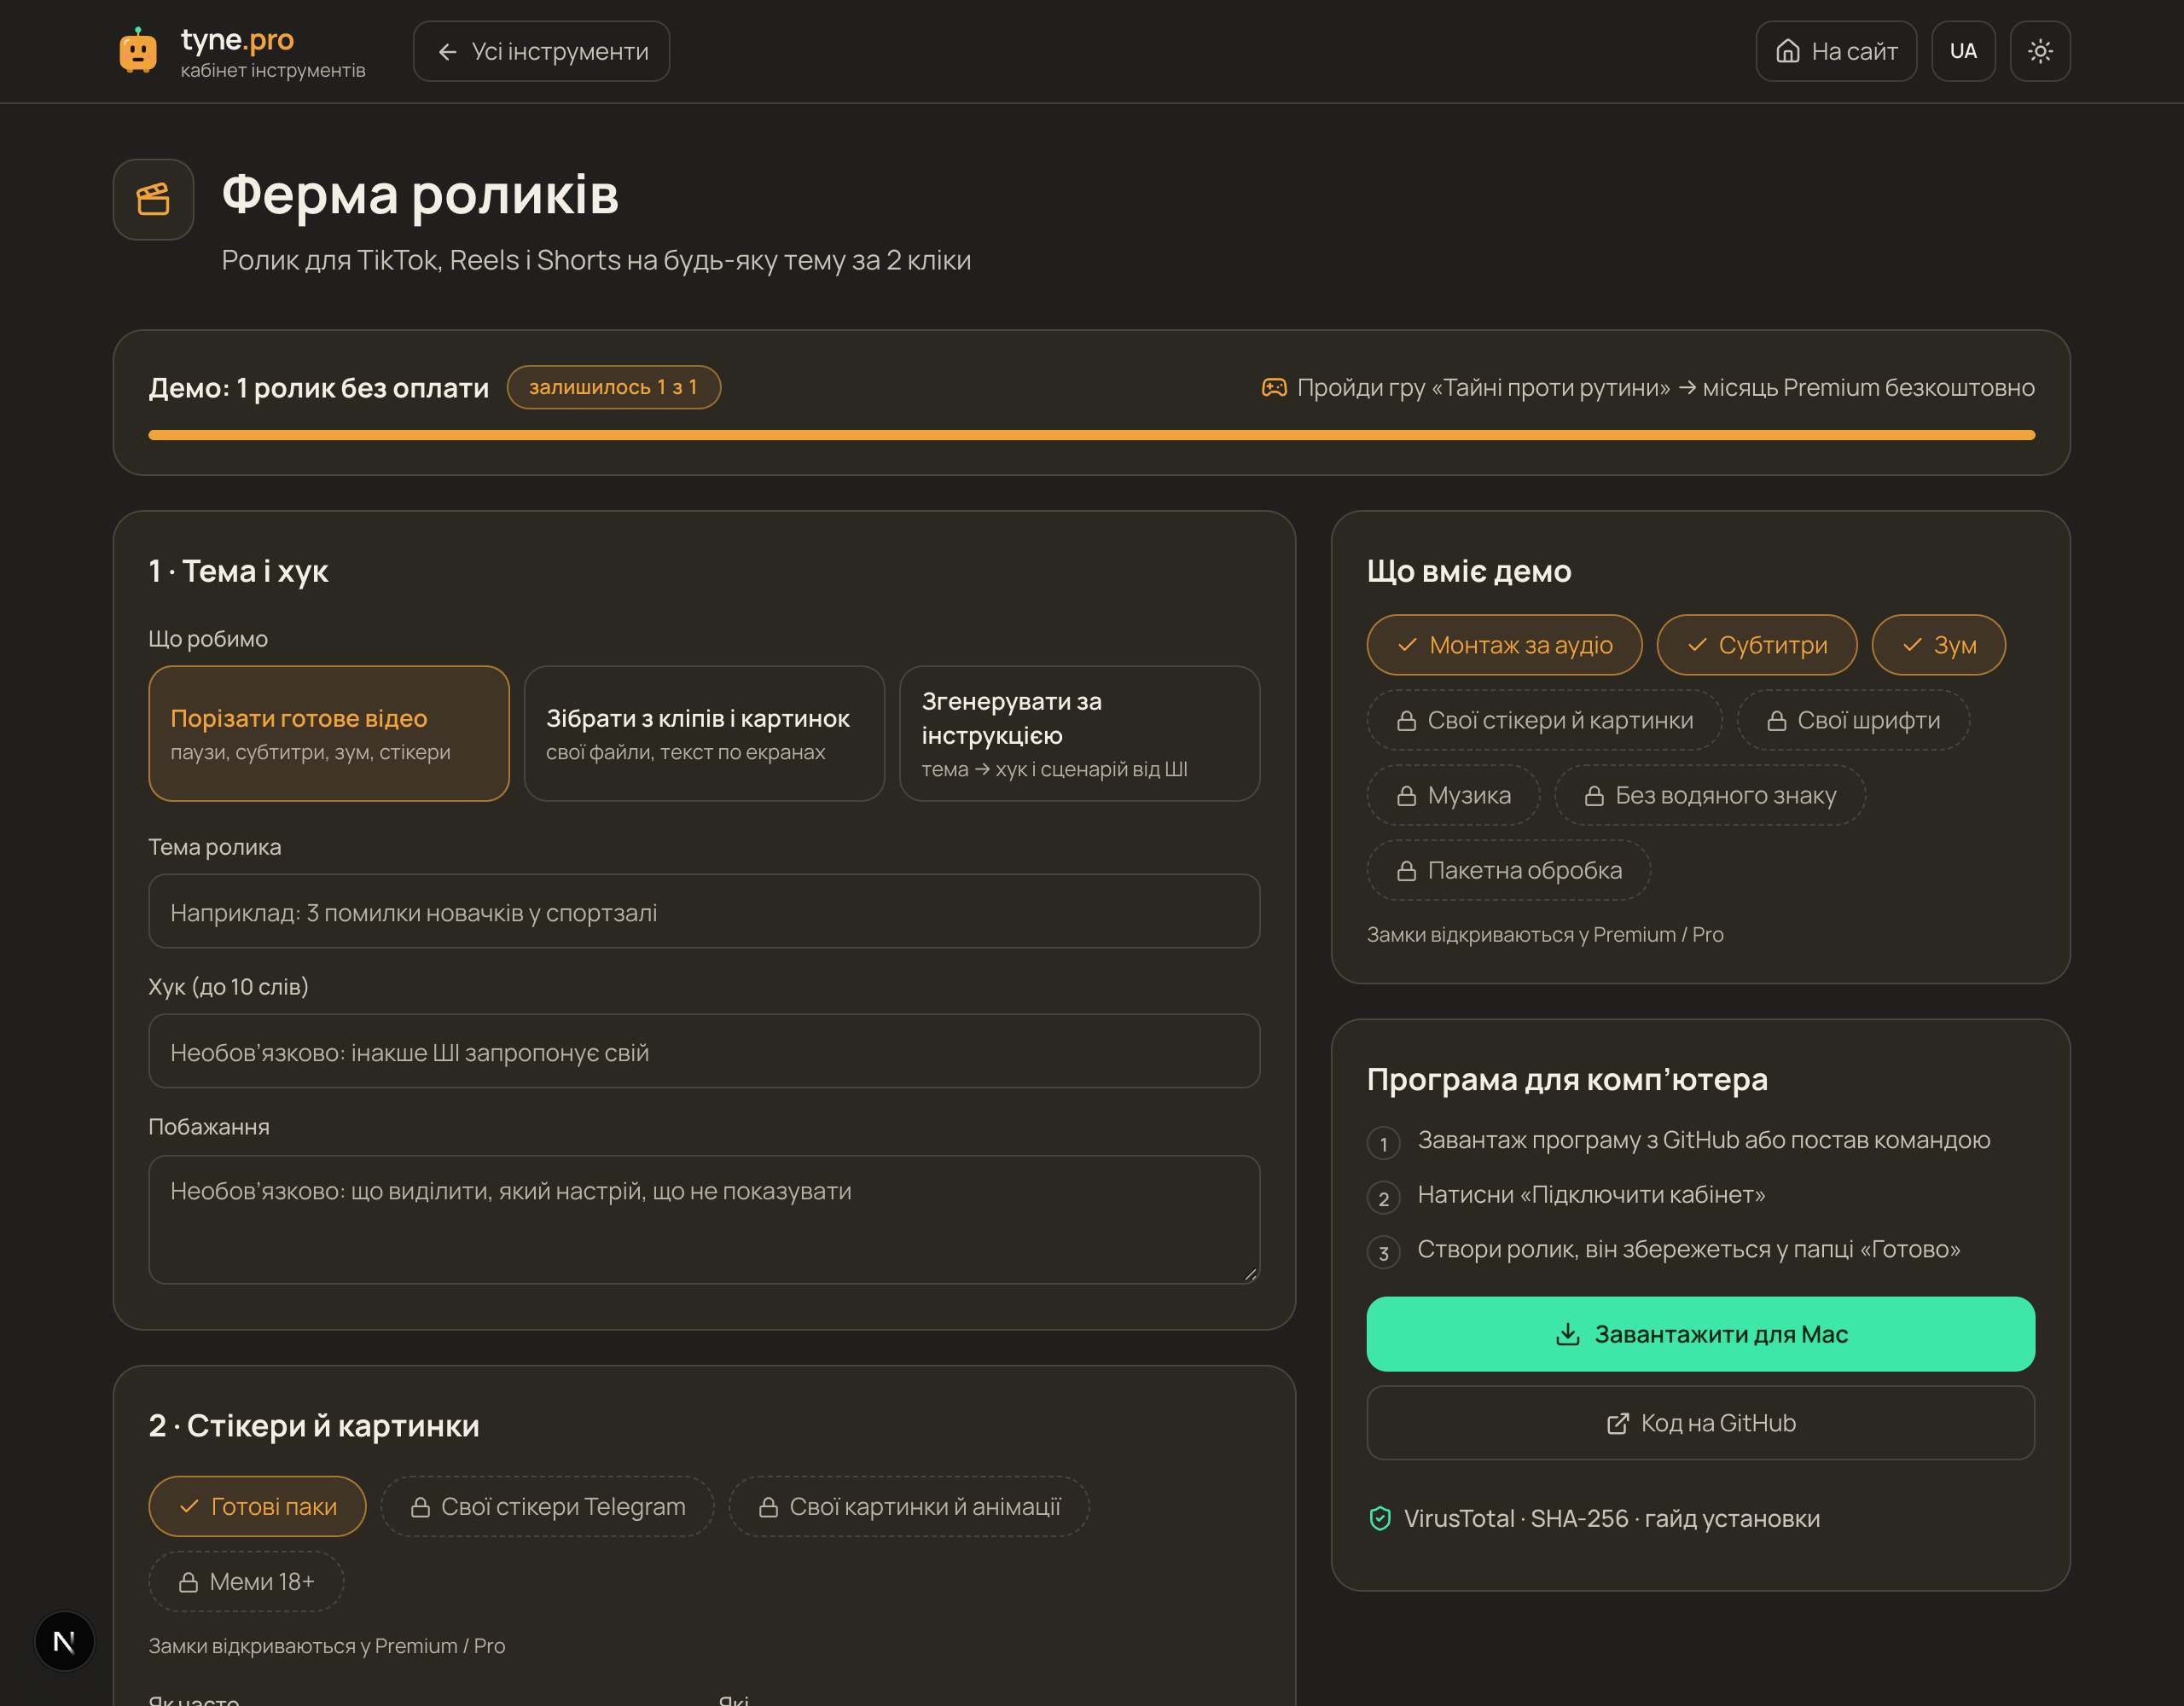 tyne.pro
кабінет інструментів
Усі інструменти
На сайт
UA
Ферма роликів
Ролик для TikTok, Reels і Shorts на будь-яку тему за 2 кліки
Демо: 1 ролик без оплати
залишилось 1 з 1
Пройди гру «Тайні проти рутини» → місяць Premium безкоштовно
1 · Тема і хук
Що робимо
Порізати готове відео
паузи, субтитри, зум, стікери
Зібрати з кліпів і картинок
свої файли, текст по екранах
Згенерувати за
інструкцією
тема → хук і сценарій від ШІ
Тема ролика
Наприклад: 3 помилки новачків у спортзалі
Хук (до 10 слів)
Необов’язково: інакше ШІ запропонує свій
Побажання
Необов’язково: що виділити, який настрій, що не показувати
2 · Стікери й картинки
Готові паки
Свої стікери Telegram
Свої картинки й анімації
Меми 18+
Замки відкриваються у Premium / Pro
Як часто
Які
Що вміє демо
Монтаж за аудіо
Субтитри
Зум
Свої стікери й картинки
Свої шрифти
Музика
Без водяного знаку
Пакетна обробка
Замки відкриваються у Premium / Pro
Програма для комп’ютера
1 Завантаж програму з GitHub або постав командою
2 Натисни «Підключити кабінет»
3 Створи ролик, він збережеться у папці «Готово»
Завантажити для Mac
Код на GitHub
VirusTotal · SHA-256 · гайд установки
N